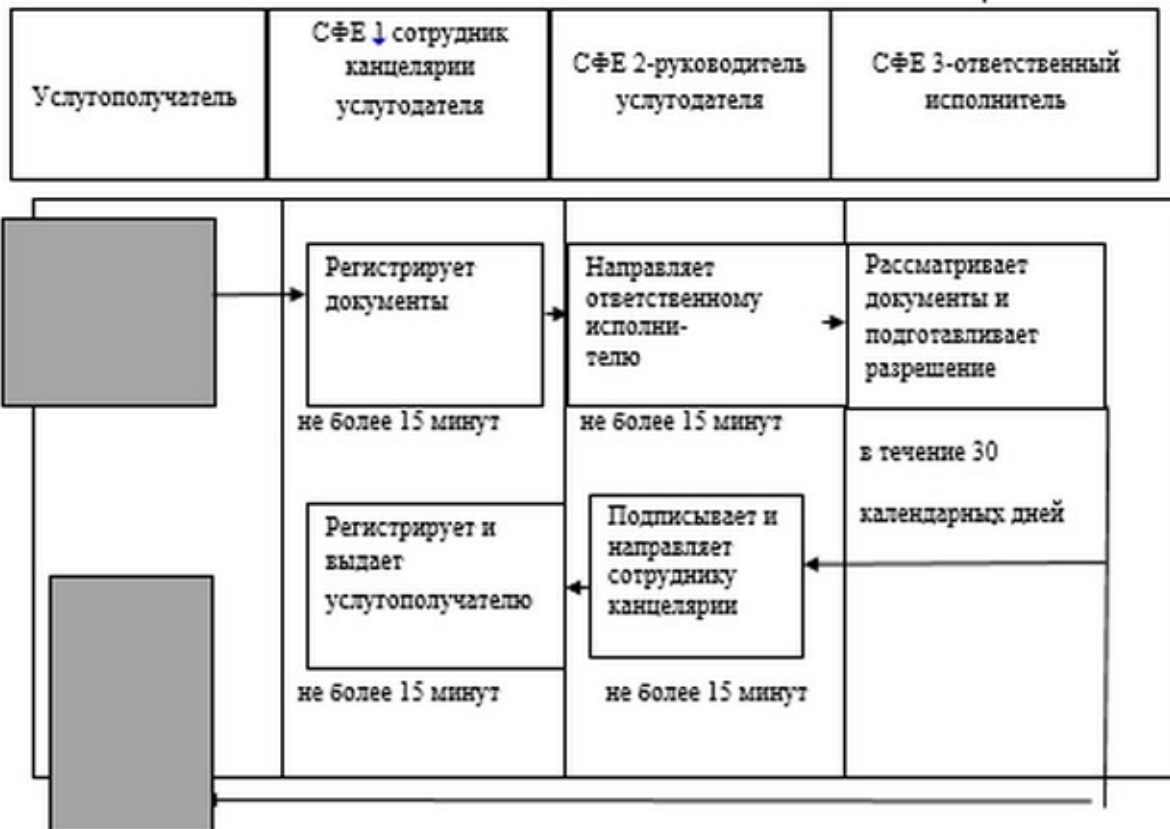 Услугополучатель
СФЕ 1 сотрудник
канцелярии
услугодателя
СФЕ 2-руководитель
услугодателя
СФЕ 3-ответственный
исполнитель
Регистрирует
документы
не более 15 минут
Направляет
ответственному
исполни-
телю
не более 15 минут
Рассматривает
документы и
подготавливает
разрешение
в течение 30
календарных дней
Подписывает и
направляет
сотруднику
канцелярии
не более 15 минут
Регистрирует и
выдает
услугополучателю
не более 15 минут